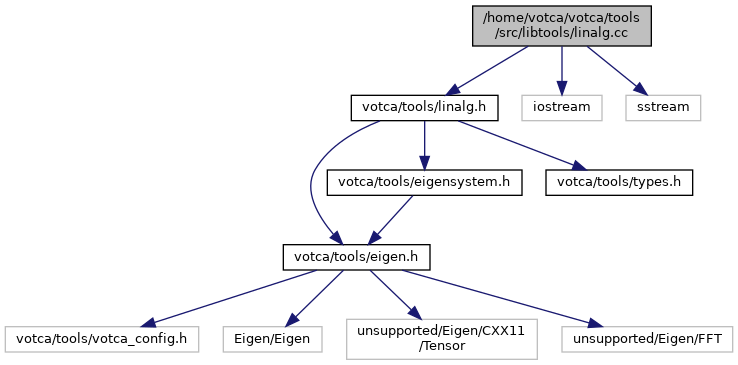 /home/votca/votca/tools
/src/libtools/linalg.cc
votca/tools/linalg.h
iostream
sstream
votca/tools/eigensystem.h
votca/tools/types.h
votca/tools/eigen.h
votca/tools/votca_config.h
Eigen/Eigen
unsupported/Eigen/CXX11
/Tensor
unsupported/Eigen/FFT